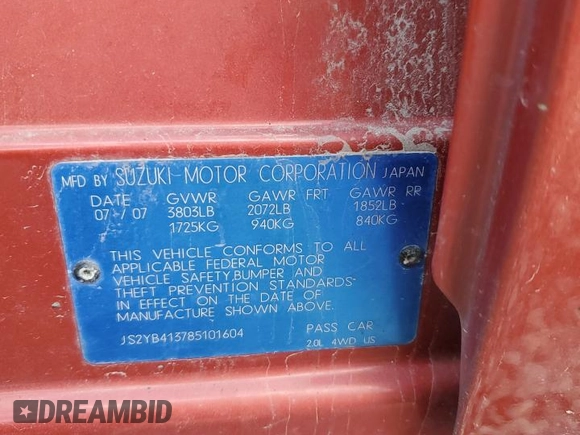 MFD BY SUZUKI MOTOR CORPORATION JAPAN
DATE GVWR GAWR FRT GAWR RR
07 / 07 3803LB 2072LB 1852LB
1725KG 940KG 840KG
THIS VEHICLE CONFORMS TO ALL
APPLICABLE FEDERAL MOTOR
VEHICLE SAFETY,BUMPER AND
THEFT PREVENTION STANDARDS
IN EFFECT ON THE DATE OF
MANUFACTURE SHOWN ABOVE.
JS2YB413785101604 PASS CAR
2.0L 4WD US
DREAMBID